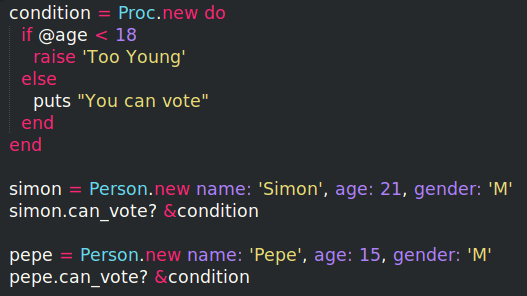 condition = Proc.new do
  if @age < 18
    raise 'Too Young'
  else
    puts "You can vote"
  end
end

simon = Person.new name: 'Simon', age: 21, gender: 'M'
simon.can_vote? &condition

pepe = Person.new name: 'Pepe', age: 15, gender: 'M'
pepe.can_vote? &condition